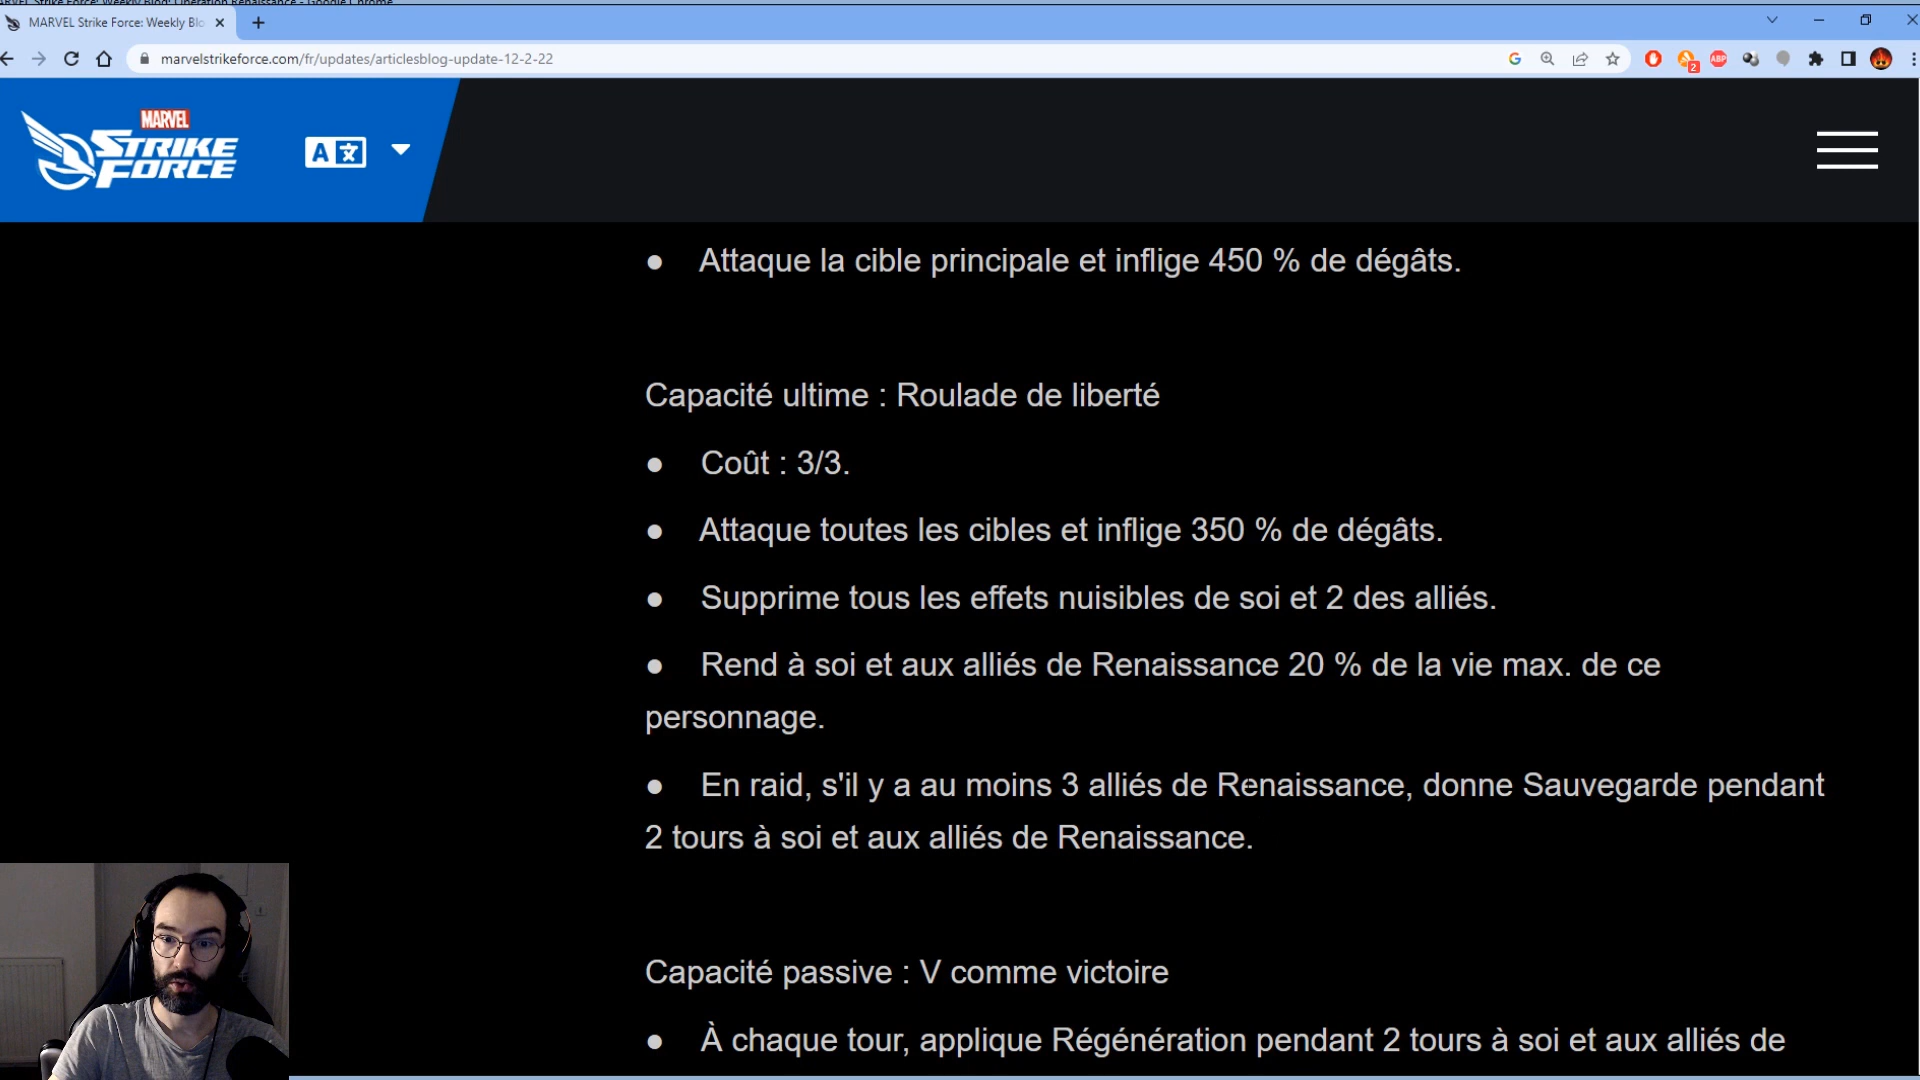 MARVEL Strike Force: Weekly Blog: Operation Renaissance - Google Chrome
MARVEL Strike Force: Weekly Blo
marvelstrikeforce.com/fr/updates/articlesblog-update-12-2-22
G
2
ABP
MARVEL
STRIKE
FORCE
A 文
● Attaque la cible principale et inflige 450 % de dégâts.
Capacité ultime : Roulade de liberté
● Coût : 3/3.
● Attaque toutes les cibles et inflige 350 % de dégâts.
● Supprime tous les effets nuisibles de soi et 2 des alliés.
● Rend à soi et aux alliés de Renaissance 20 % de la vie max. de ce
personnage.
● En raid, s'il y a au moins 3 alliés de Renaissance, donne Sauvegarde pendant
2 tours à soi et aux alliés de Renaissance.
Capacité passive : V comme victoire
● À chaque tour, applique Régénération pendant 2 tours à soi et aux alliés de